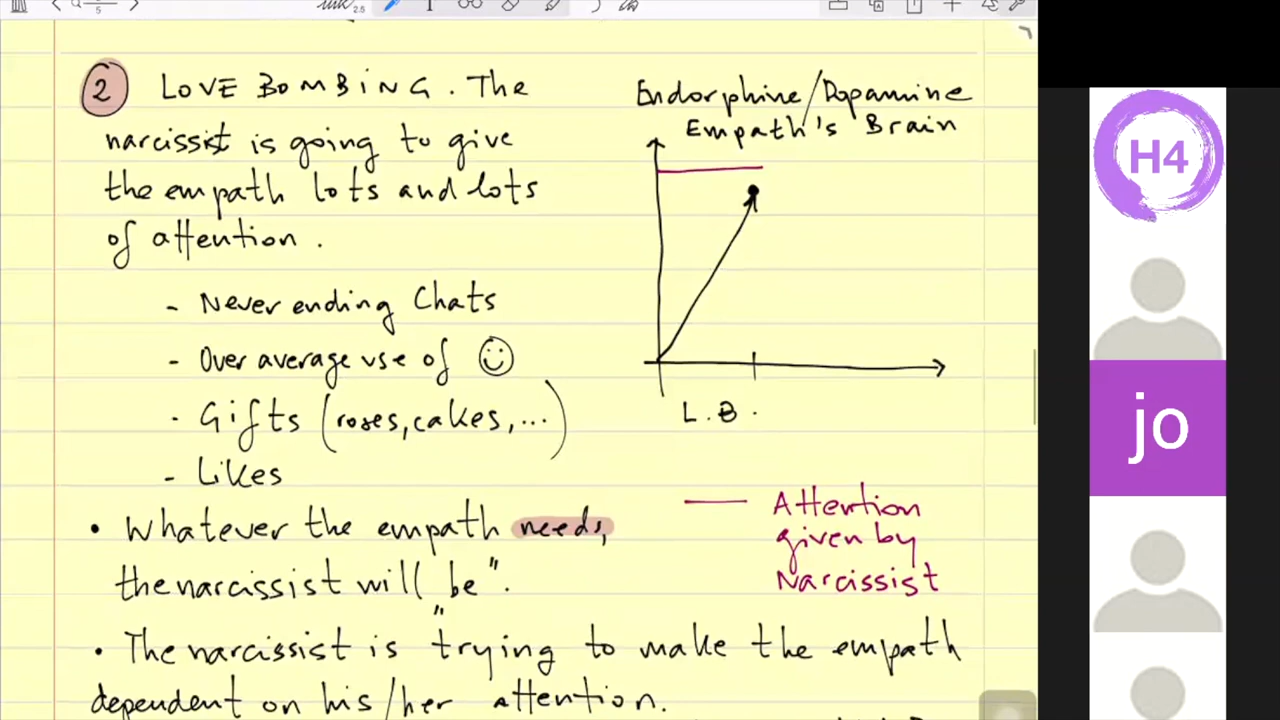 2 LOVE BOMBING. The
narcissist is going to give
the empath lots and lots
of attention.
- Never ending Chats
- Over average use of ☺
- Gifts (roses, cakes, ...)
- Likes
• Whatever the empath needs,
the narcissist will "be".
• The narcissist is trying to make the empath
dependent on his/her attention.
Endorphine/Dopamine
Empath's Brain
L.B.
Attention
given by
Narcissist
H4
jo